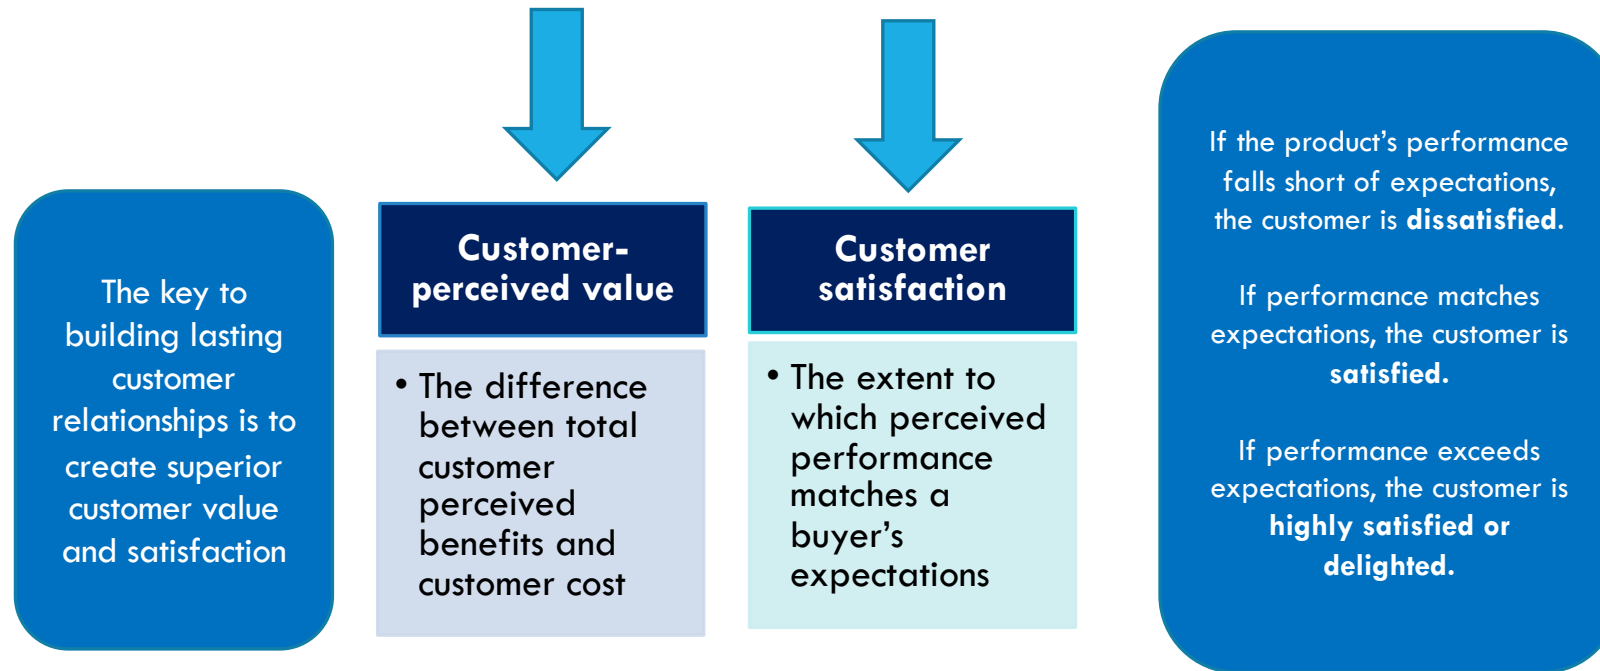 The key to
building lasting
customer
relationships is to
create superior
customer value
and satisfaction
Customer-
perceived value
• The difference
between total
customer
perceived
benefits and
customer cost
Customer
satisfaction
• The extent to
which perceived
performance
matches a
buyer’s
expectations
If the product’s performance
falls short of expectations,
the customer is dissatisfied.
If performance matches
expectations, the customer is
satisfied.
If performance exceeds
expectations, the customer is
highly satisfied or
delighted.